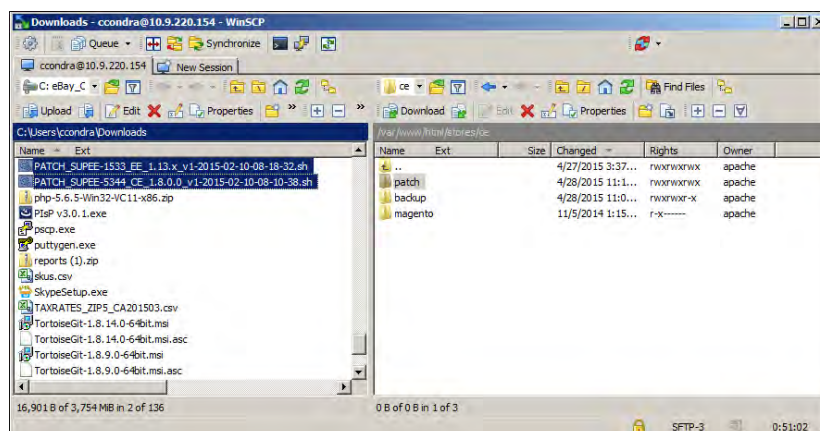 Downloads - ccondra@10.9.220.154 - WinSCP
Queue Synchronize
ccondra@10.9.220.154 New Session
C: eBay_C ce Find Files
Upload Edit Properties » » Download Edit Properties
C:\Users\ccondra\Downloads /var/www/html/stores/ce
Name Ext Name Ext Size Changed Rights Owner
PATCH_SUPEE-1533_EE_1.13.x_v1-2015-02-10-08-18-32.sh .. 4/27/2015 3:37... rwxrwxrwx apache
PATCH_SUPEE-5344_CE_1.8.0.0_v1-2015-02-10-08-10-38.sh patch 4/28/2015 11:1... rwxrwxrwx apache
php-5.6.5-Win32-VC11-x86.zip backup 4/28/2015 11:0... rwxrwxr-x apache
PIsP v3.0.1.exe magento 11/5/2014 1:15... r-x------ apache
pscp.exe
puttygen.exe
reports (1).zip
skus.csv
SkypeSetup.exe
TAXRATES_ZIP5_CA201503.csv
TortoiseGit-1.8.14.0-64bit.msi
TortoiseGit-1.8.14.0-64bit.msi.asc
TortoiseGit-1.8.9.0-64bit.msi
TortoiseGit-1.8.9.0-64bit.msi.asc
16,901 B of 3,754 MiB in 2 of 136 0 B of 0 B in 1 of 3
SFTP-3 0:51:02